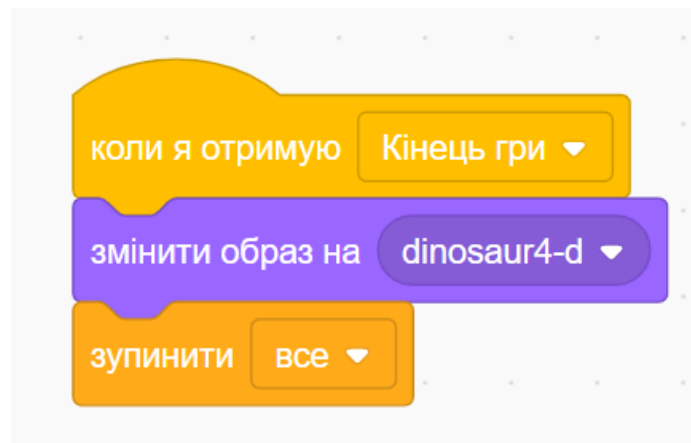 коли я отримую Кінець гри
змінити образ на dinosaur4-d
зупинити все